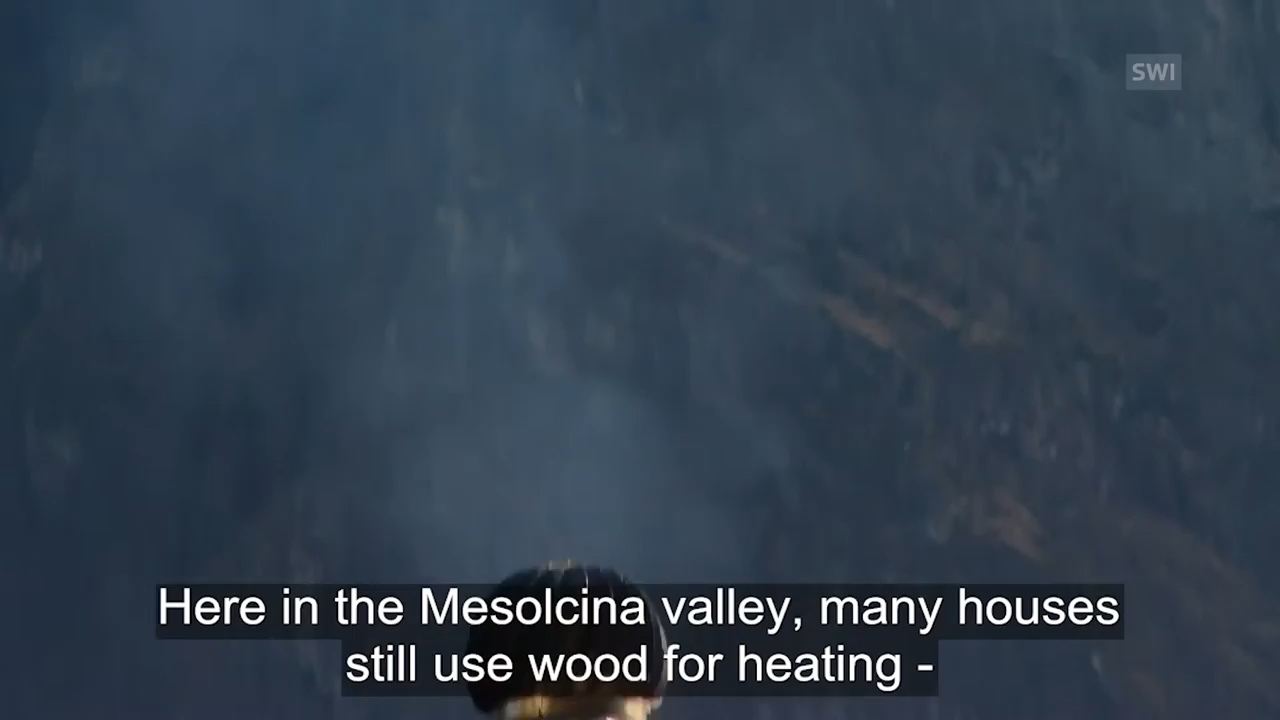 SWI
Here in the Mesolcina valley, many houses
still use wood for heating -